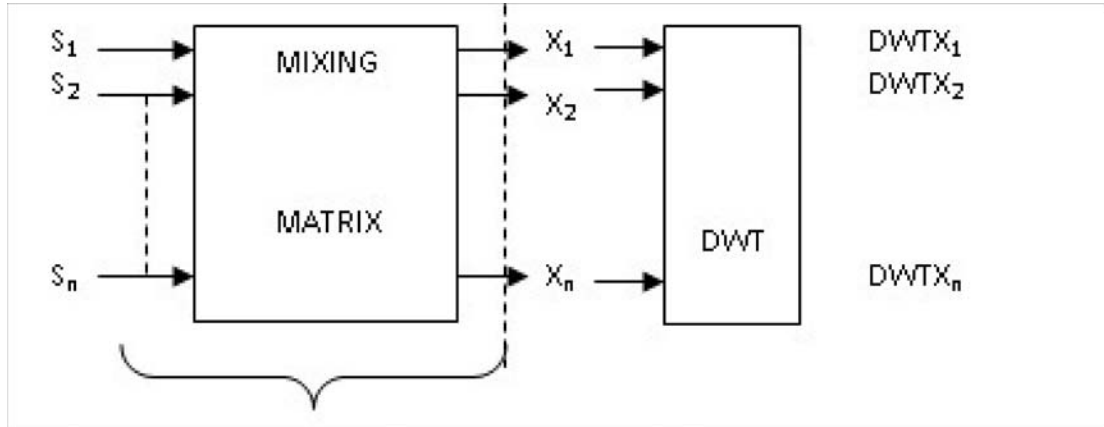 S₁ X₁ DWTX₁
MIXING
S₂ X₂ DWTX₂
MATRIX
DWT
Sₙ Xₙ DWTXₙ